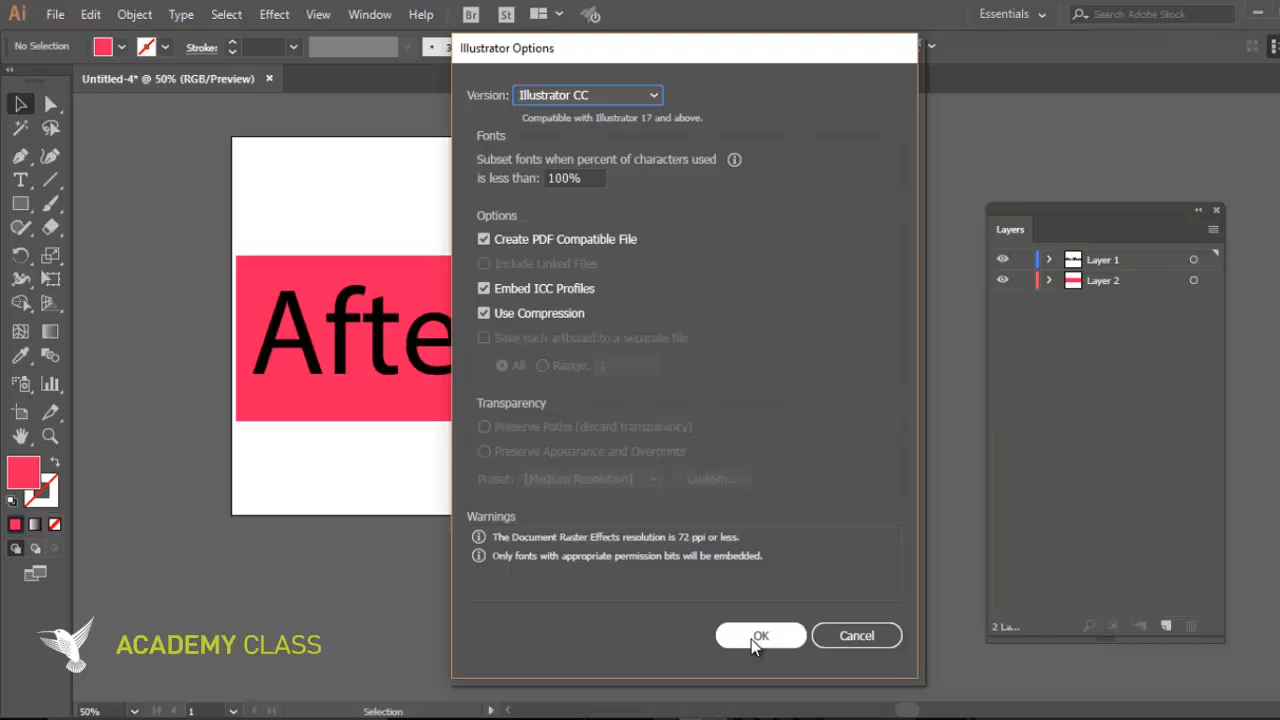 Ai File Edit Object Type Select Effect View Window Help Br St Essentials Search Adobe Stock
No Selection Stroke:
Untitled-4* @ 50% (RGB/Preview) ×
Illustrator Options
Version: Illustrator CC
Compatible with Illustrator 17 and above.
Fonts
Subset fonts when percent of characters used
is less than: 100%
Options
Create PDF Compatible File
Include Linked Files
Embed ICC Profiles
Use Compression
Save each artboard to a separate file
All Range: 1
Transparency
Preserve Paths (discard transparency)
Preserve Appearance and Overprints
Preset: [Medium Resolution] Custom...
Warnings
The Document Raster Effects resolution is 72 ppi or less.
Only fonts with appropriate permission bits will be embedded.
OK Cancel
Afte
Layers
Layer 1
Layer 2
2 La...
ACADEMY CLASS
50% 1 Selection